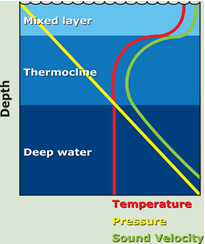 Mixed layer
Thermocline
Depth
Deep water
Temperature
Pressure
Sound Velocity